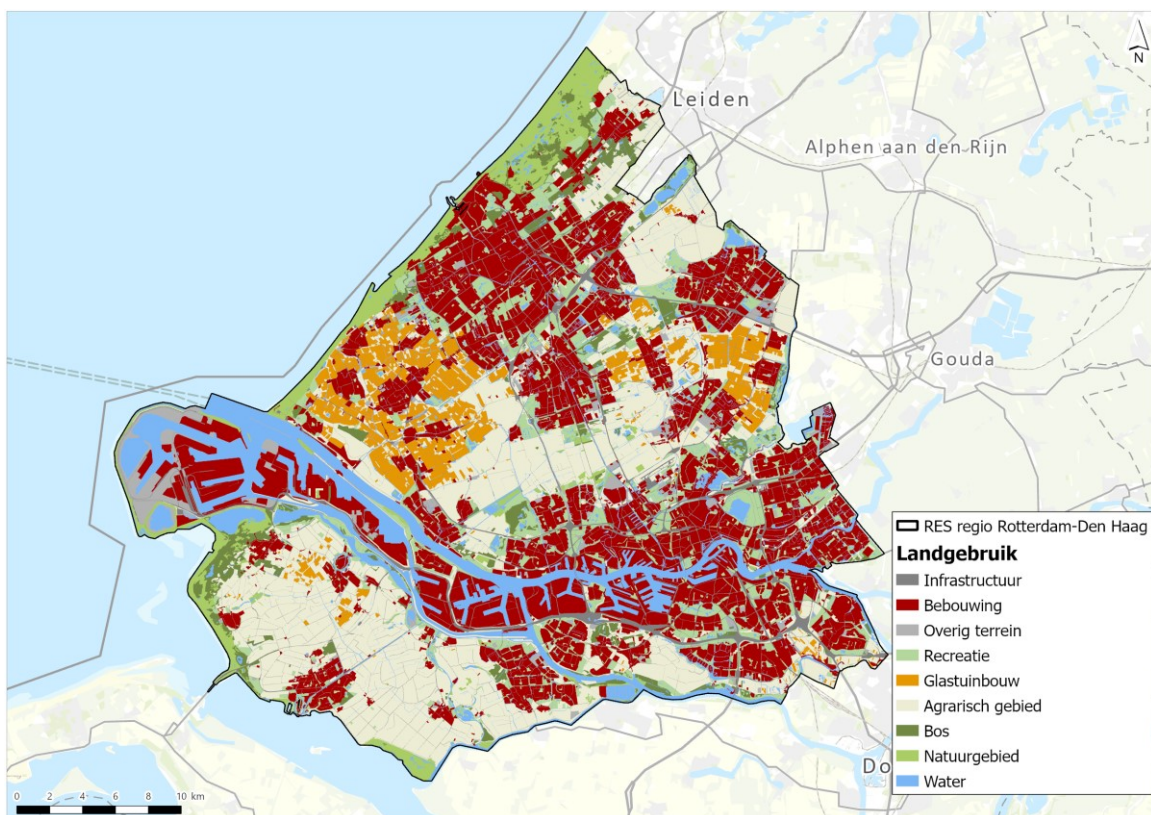 N
Leiden
Alphen aan den Rijn
Gouda
RES regio Rotterdam-Den Haag
Landgebruik
Infrastructuur
Bebouwing
Overig terrein
Recreatie
Glastuinbouw
Agrarisch gebied
Bos
Natuurgebied
Water
Do
0 2 4 6 8 10 km